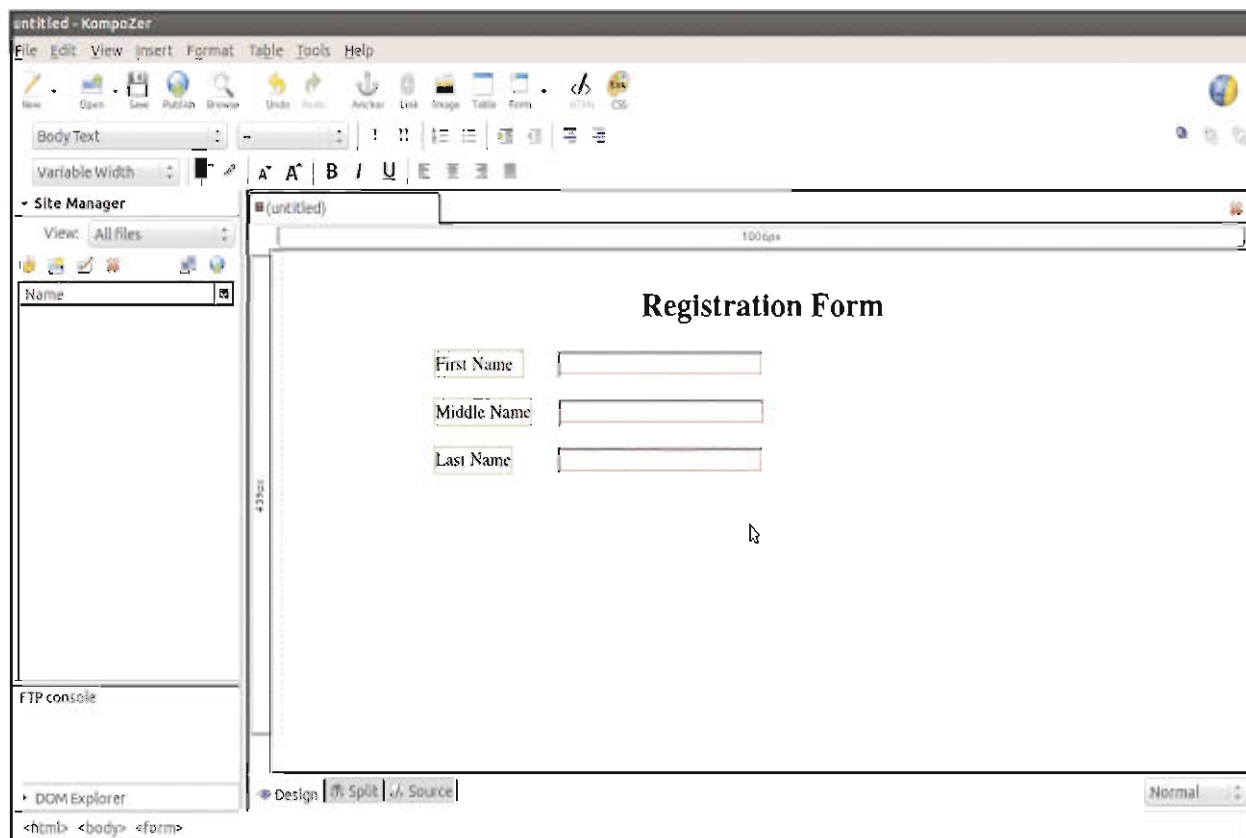 untitled - KompoZer
File Edit View Insert Format Table Tools Help
New Open Save Publish Browse Undo Redo Anchor Link Image Table Form HTML CSS
Body Text --
Variable Width A A B I U
Site Manager
(untitled)
View: All files
1006px
Name
Registration Form
First Name
Middle Name
Last Name
439px
FTP console
DOM Explorer
Design Split Source
Normal
<html> <body> <form>